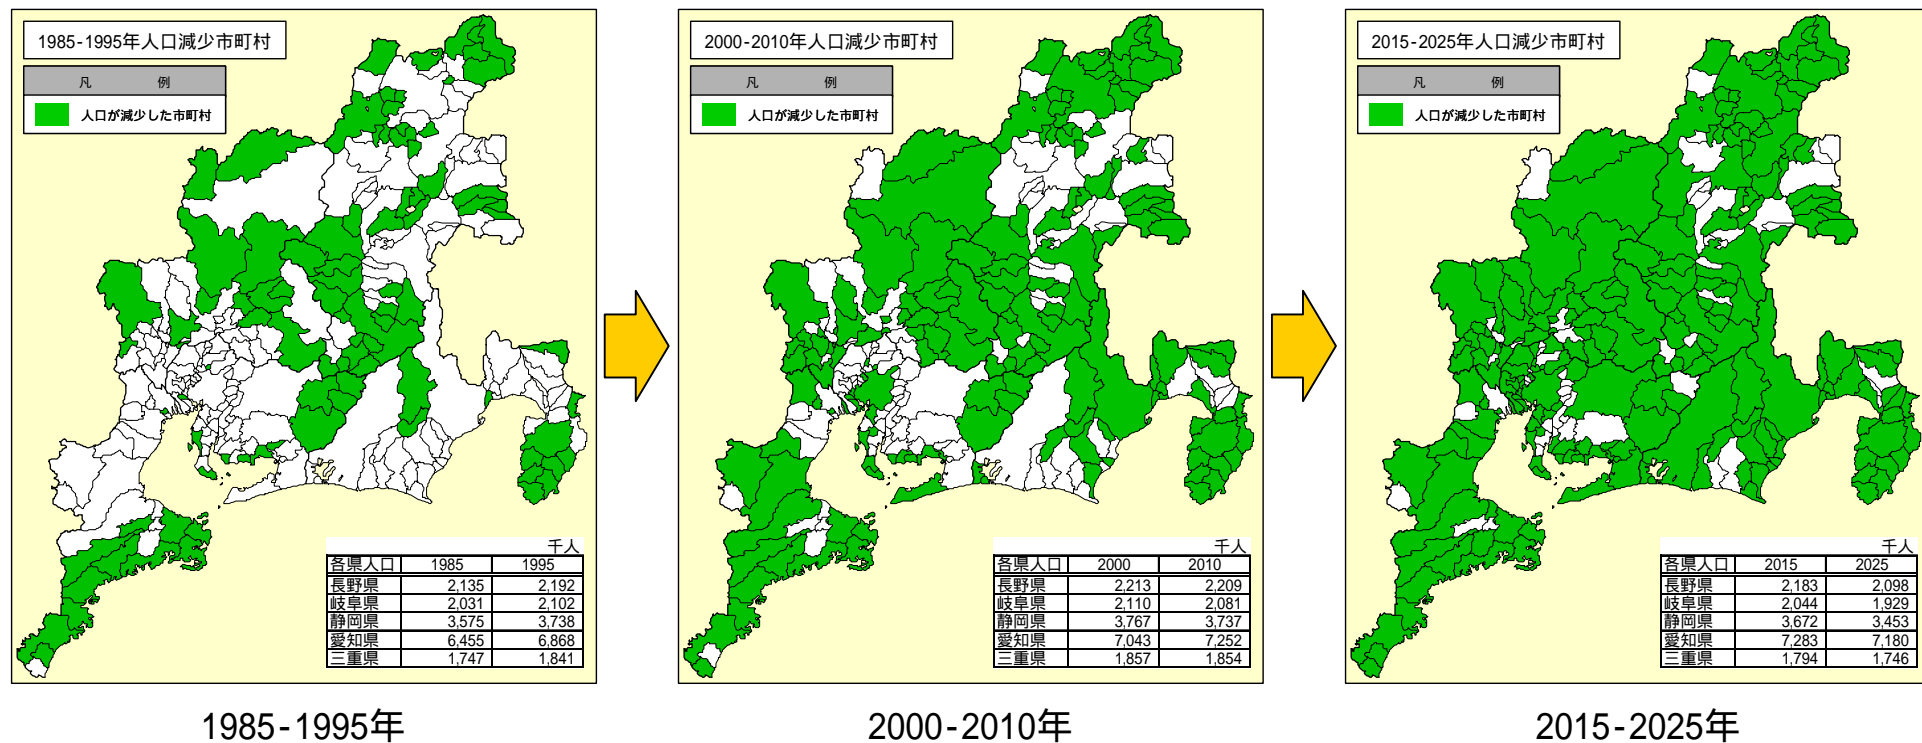 1985-1995年人口減少市町村
凡 例
人口が減少した市町村
千人
各県人口 1985 1995
長野県 2,135 2,192
岐阜県 2,031 2,102
静岡県 3,575 3,738
愛知県 6,455 6,868
三重県 1,747 1,841
1985-1995年
2000-2010年人口減少市町村
凡 例
人口が減少した市町村
千人
各県人口 2000 2010
長野県 2,213 2,209
岐阜県 2,110 2,081
静岡県 3,767 3,737
愛知県 7,043 7,252
三重県 1,857 1,854
2000-2010年
2015-2025年人口減少市町村
凡 例
人口が減少した市町村
千人
各県人口 2015 2025
長野県 2,183 2,098
岐阜県 2,044 1,929
静岡県 3,672 3,453
愛知県 7,283 7,180
三重県 1,794 1,746
2015-2025年